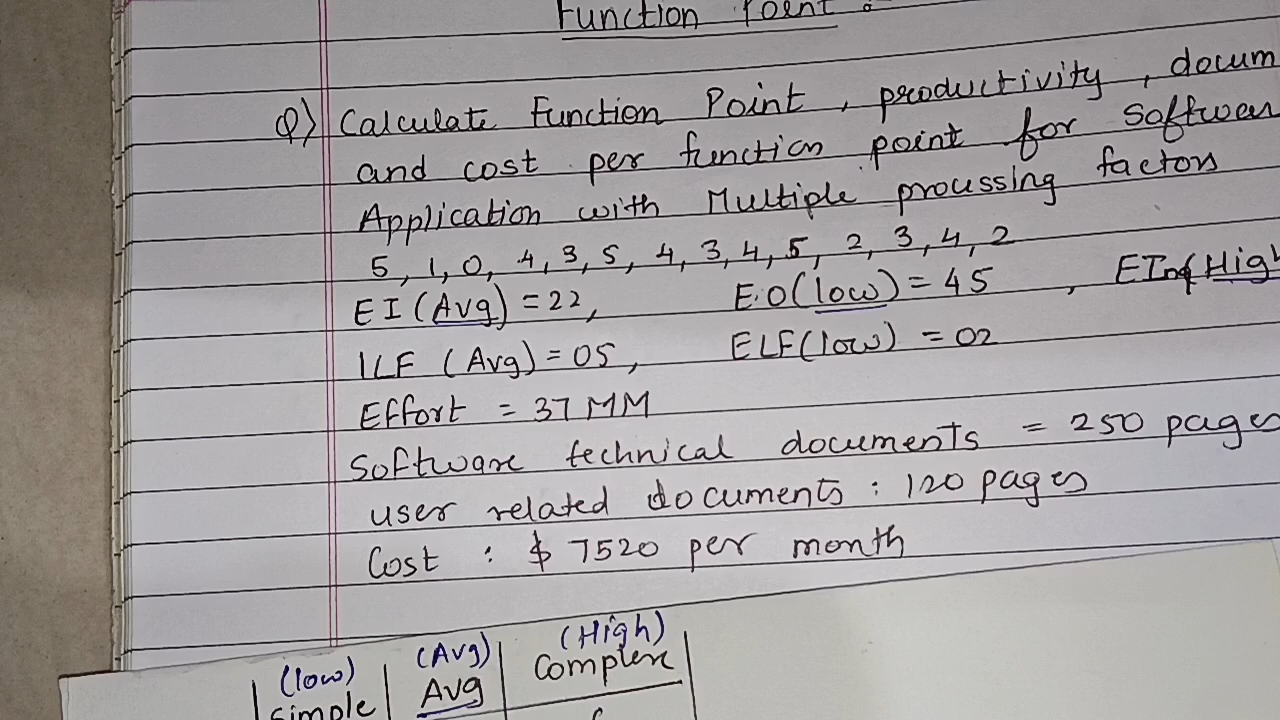 Function Point :
Q) Calculate Function Point, productivity, docum
and cost per function point for Softwar
Application with Multiple processing factors
5, 1, 0, 4, 3, 5, 4, 3, 4, 5, 2, 3, 4, 2
EI (Avg) = 22, E.O (low) = 45, EInq (High
ILF (Avg) = 05, ELF (low) = 02
Effort = 37 MM
Software technical documents = 250 pages
user related documents : 120 pages
Cost : $ 7520 per month
(low) (Avg) (High)
simple Avg Complex